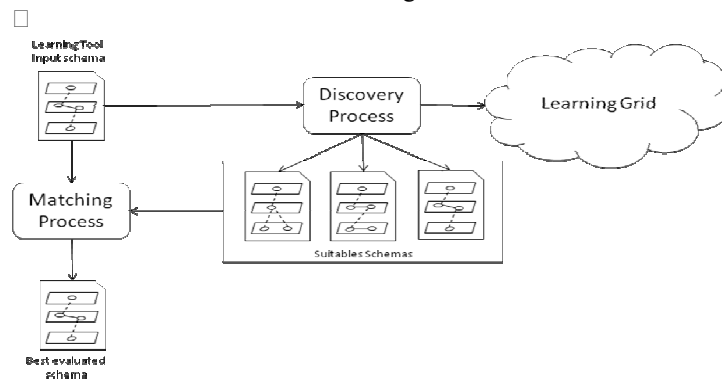 Learning Tool
Input schema
Discovery
Process
Learning Grid
Matching
Process
Suitables Schemas
Best evaluated
schema